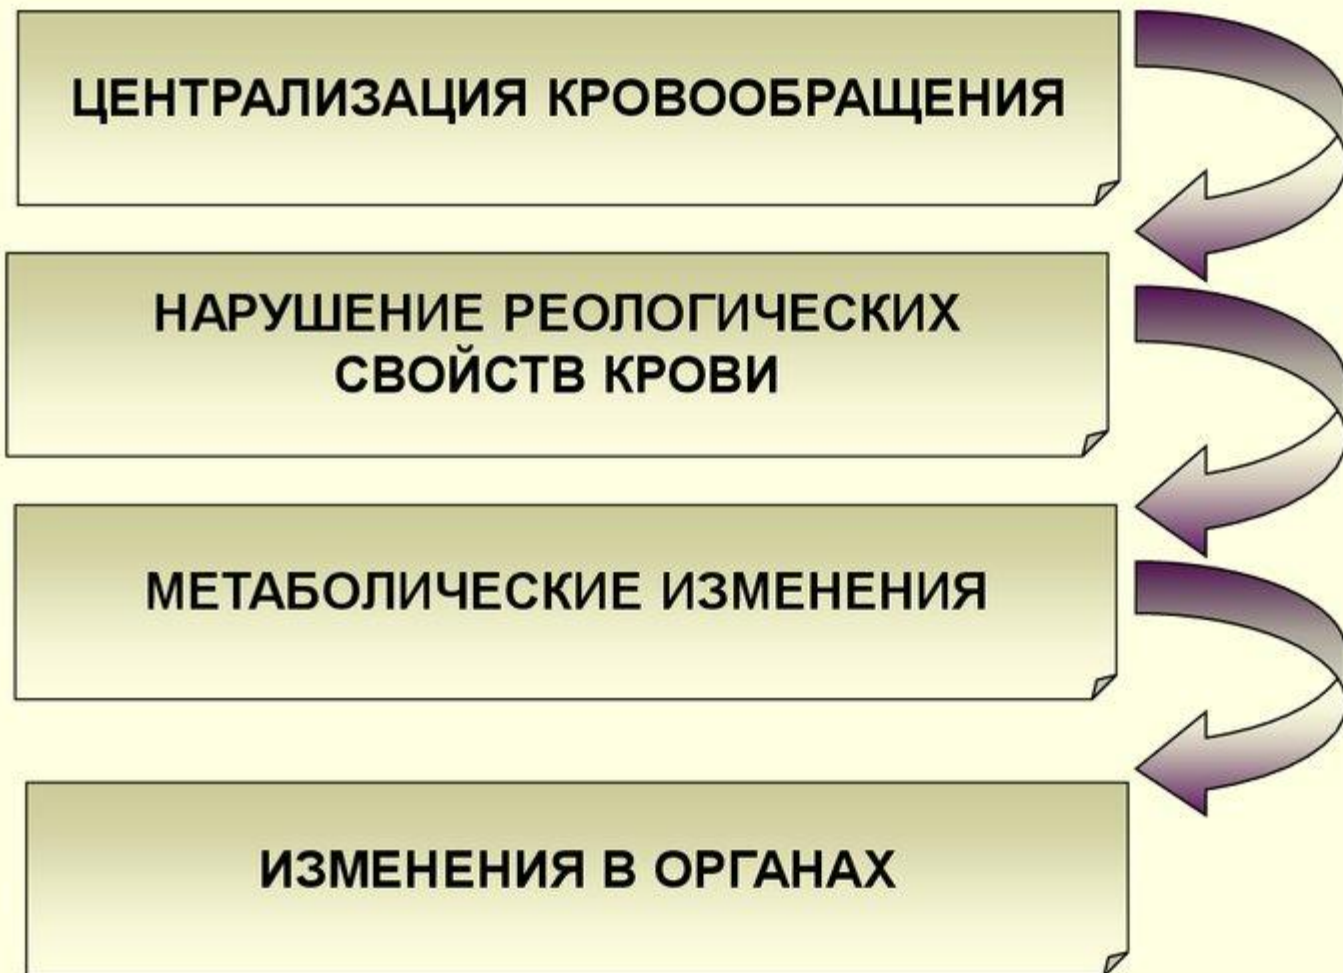 ЦЕНТРАЛИЗАЦИЯ КРОВООБРАЩЕНИЯ
НАРУШЕНИЕ РЕОЛОГИЧЕСКИХ
СВОЙСТВ КРОВИ
МЕТАБОЛИЧЕСКИЕ ИЗМЕНЕНИЯ
ИЗМЕНЕНИЯ В ОРГАНАХ